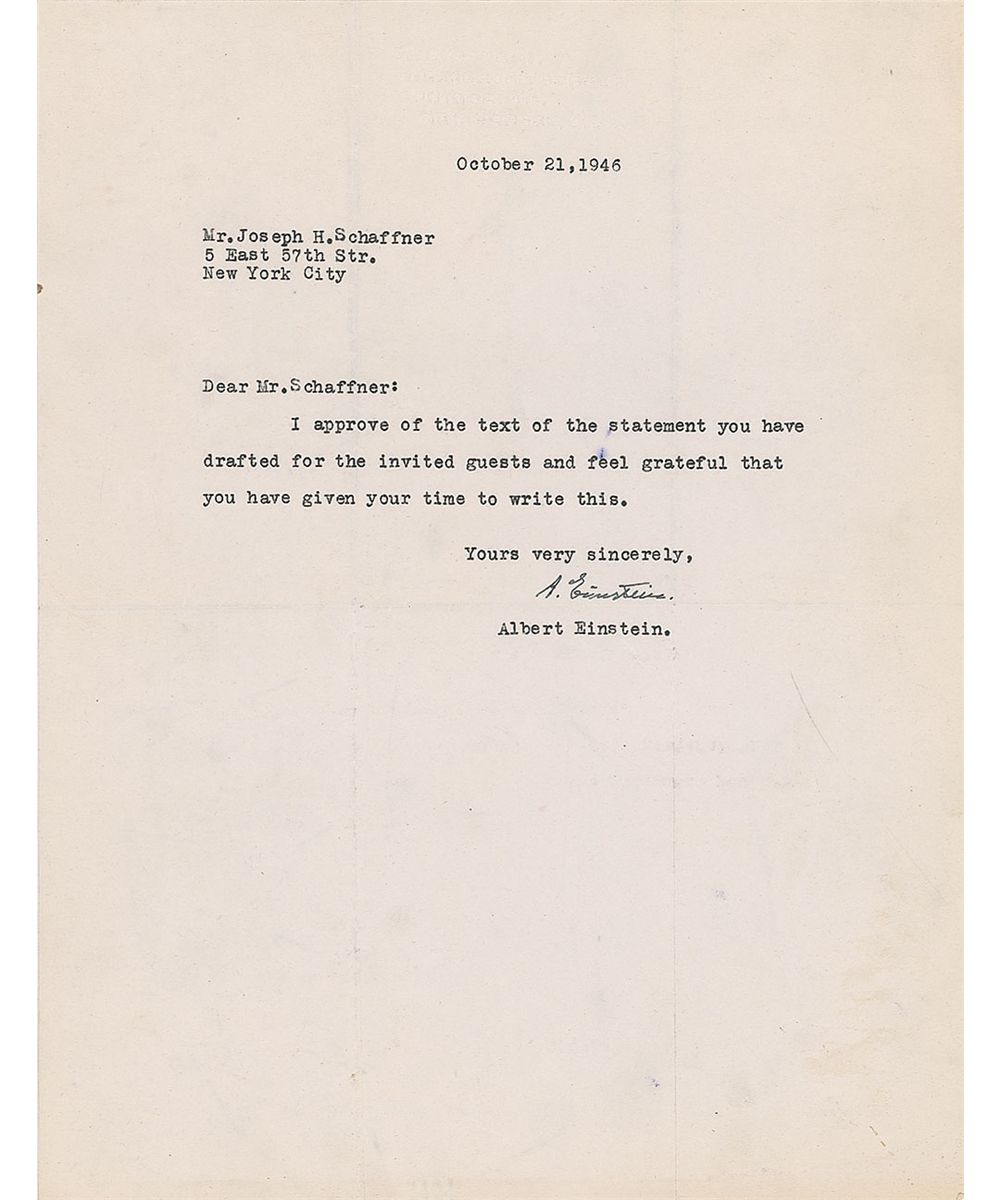 October 21,1946
Mr.Joseph H.Schaffner
5 East 57th Str.
New York City
Dear Mr.Schaffner:
I approve of the text of the statement you have
drafted for the invited guests and feel grateful that
you have given your time to write this.
Yours very sincerely,
A. Einstein.
Albert Einstein.